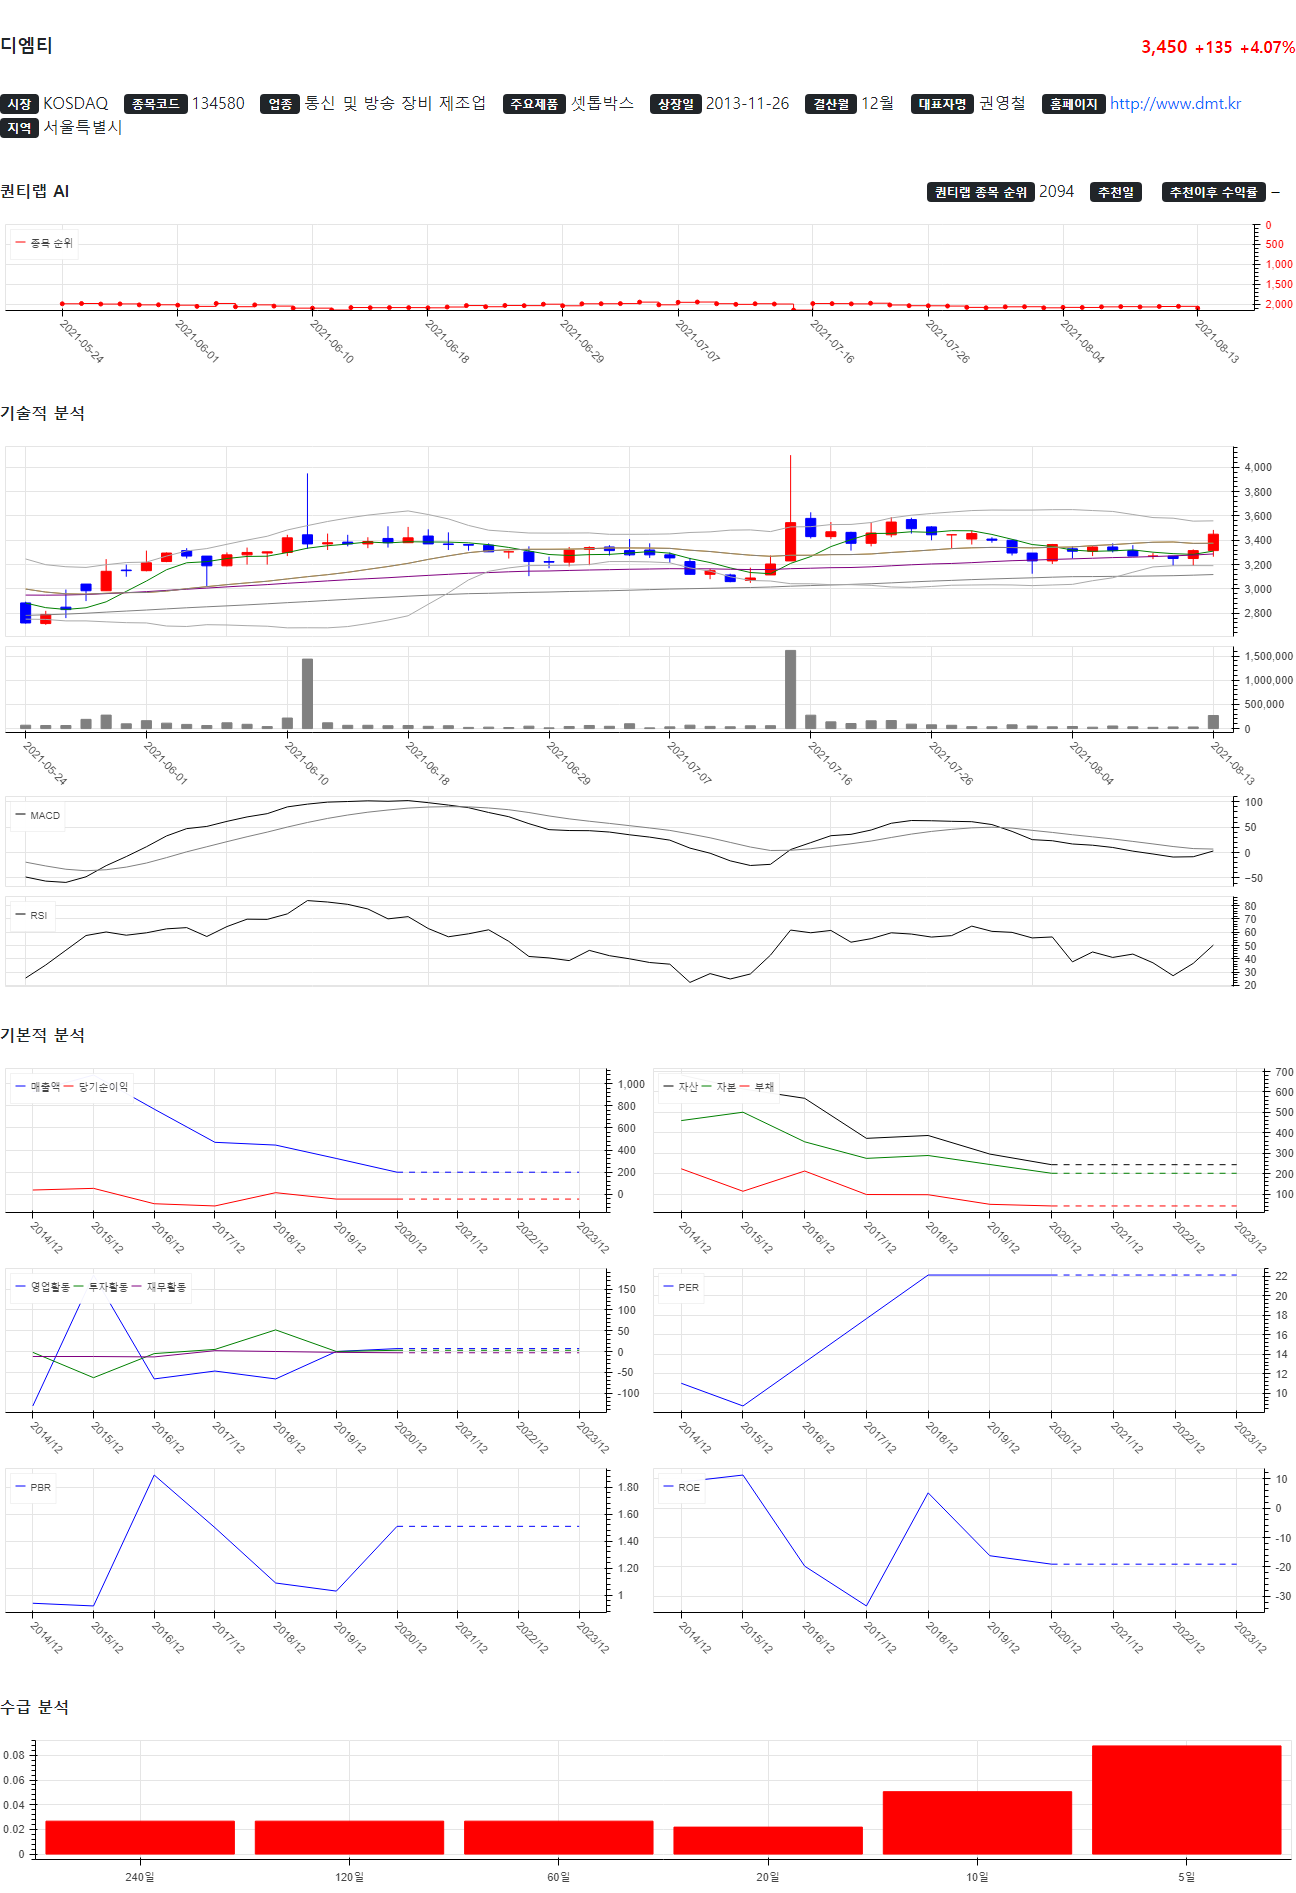 디엠티
3,450 +135 +4.07%
시장 KOSDAQ 종목코드 134580 업종 통신 및 방송 장비 제조업 주요제품 셋톱박스 상장일 2013-11-26 결산월 12월 대표자명 권영철 홈페이지 http://www.dmt.kr
지역 서울특별시
퀀티랩 AI
퀀티랩 종목 순위 2094 추천일 추천이후 수익률 –
종목 순위
0
500
1,000
1,500
2,000
2021-05-24 2021-06-01 2021-06-10 2021-06-18 2021-06-29 2021-07-07 2021-07-16 2021-07-26 2021-08-04 2021-08-13
기술적 분석
4,000
3,800
3,600
3,400
3,200
3,000
2,800
1,500,000
1,000,000
500,000
0
2021-05-24 2021-06-01 2021-06-10 2021-06-18 2021-06-29 2021-07-07 2021-07-16 2021-07-26 2021-08-04 2021-08-13
MACD
100
50
0
−50
RSI
80
70
60
50
40
30
20
기본적 분석
매출액 당기순이익
1,000
800
600
400
200
0
2014/12 2015/12 2016/12 2017/12 2018/12 2019/12 2020/12 2021/12 2022/12 2023/12
자산 자본 부채
700
600
500
400
300
200
100
2014/12 2015/12 2016/12 2017/12 2018/12 2019/12 2020/12 2021/12 2022/12 2023/12
영업활동 투자활동 재무활동
150
100
50
0
-50
-100
2014/12 2015/12 2016/12 2017/12 2018/12 2019/12 2020/12 2021/12 2022/12 2023/12
PER
22
20
18
16
14
12
10
2014/12 2015/12 2016/12 2017/12 2018/12 2019/12 2020/12 2021/12 2022/12 2023/12
PBR
1.80
1.60
1.40
1.20
1
2014/12 2015/12 2016/12 2017/12 2018/12 2019/12 2020/12 2021/12 2022/12 2023/12
ROE
10
0
-10
-20
-30
2014/12 2015/12 2016/12 2017/12 2018/12 2019/12 2020/12 2021/12 2022/12 2023/12
수급 분석
0.08
0.06
0.04
0.02
0
240일 120일 60일 20일 10일 5일